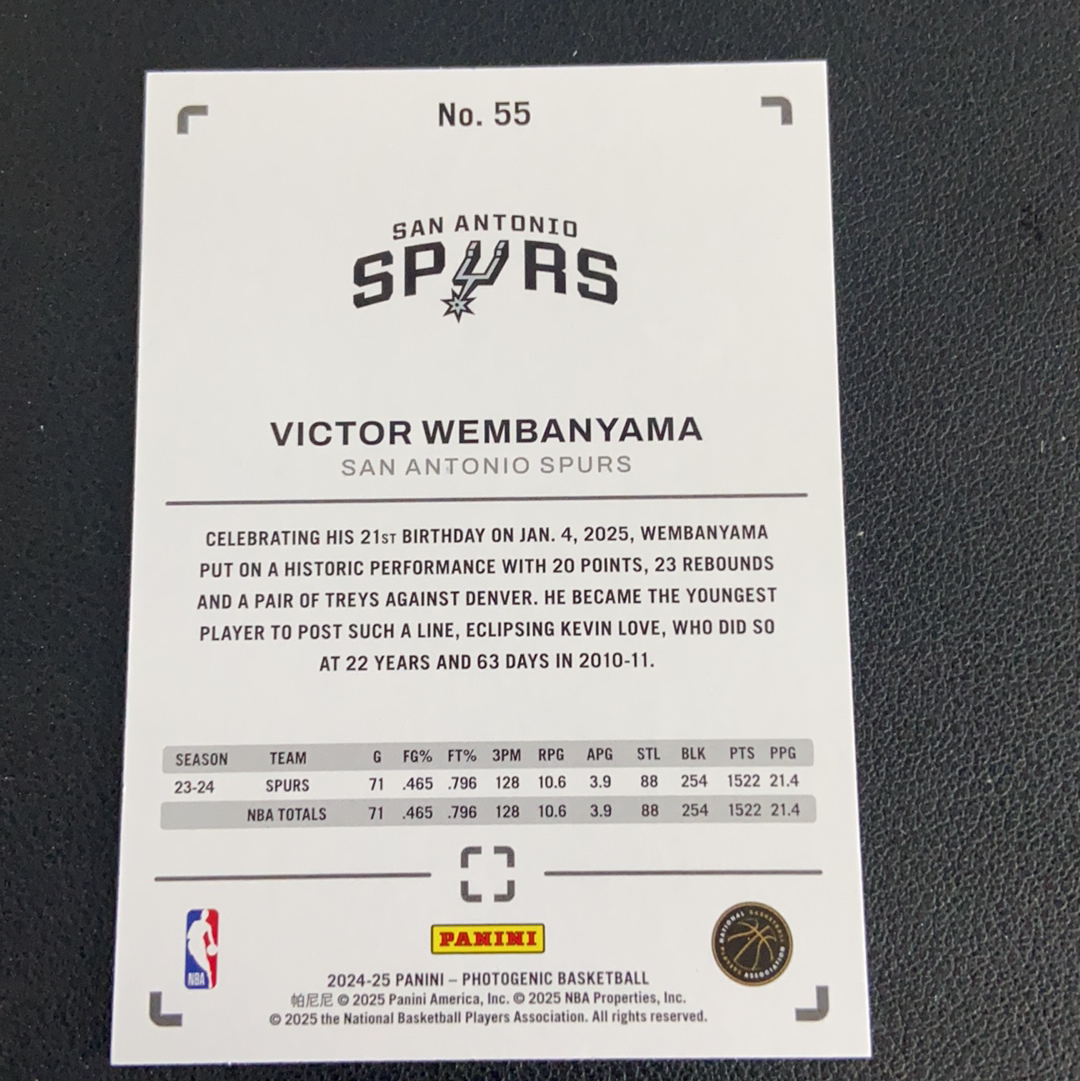 No. 55
SAN ANTONIO
SPURS
VICTOR WEMBANYAMA
SAN ANTONIO SPURS
CELEBRATING HIS 21ST BIRTHDAY ON JAN. 4, 2025, WEMBANYAMA
PUT ON A HISTORIC PERFORMANCE WITH 20 POINTS, 23 REBOUNDS
AND A PAIR OF TREYS AGAINST DENVER. HE BECAME THE YOUNGEST
PLAYER TO POST SUCH A LINE, ECLIPSING KEVIN LOVE, WHO DID SO
AT 22 YEARS AND 63 DAYS IN 2010-11.
SEASON TEAM G FG% FT% 3PM RPG APG STL BLK PTS PPG
23-24 SPURS 71 .465 .796 128 10.6 3.9 88 254 1522 21.4
NBA TOTALS 71 .465 .796 128 10.6 3.9 88 254 1522 21.4
NBA
PANINI
NATIONAL BASKETBALL PLAYERS ASSOCIATION
2024-25 PANINI – PHOTOGENIC BASKETBALL
帕尼尼 © 2025 Panini America, Inc. © 2025 NBA Properties, Inc.
© 2025 the National Basketball Players Association. All rights reserved.